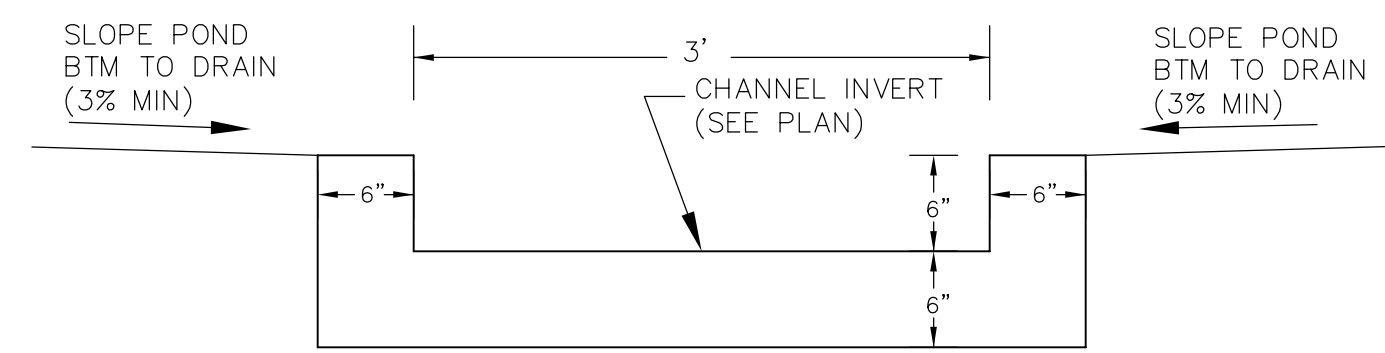 SLOPE POND
BTM TO DRAIN
(3% MIN)
3'
CHANNEL INVERT
(SEE PLAN)
SLOPE POND
BTM TO DRAIN
(3% MIN)
6"
6"
6"
6"